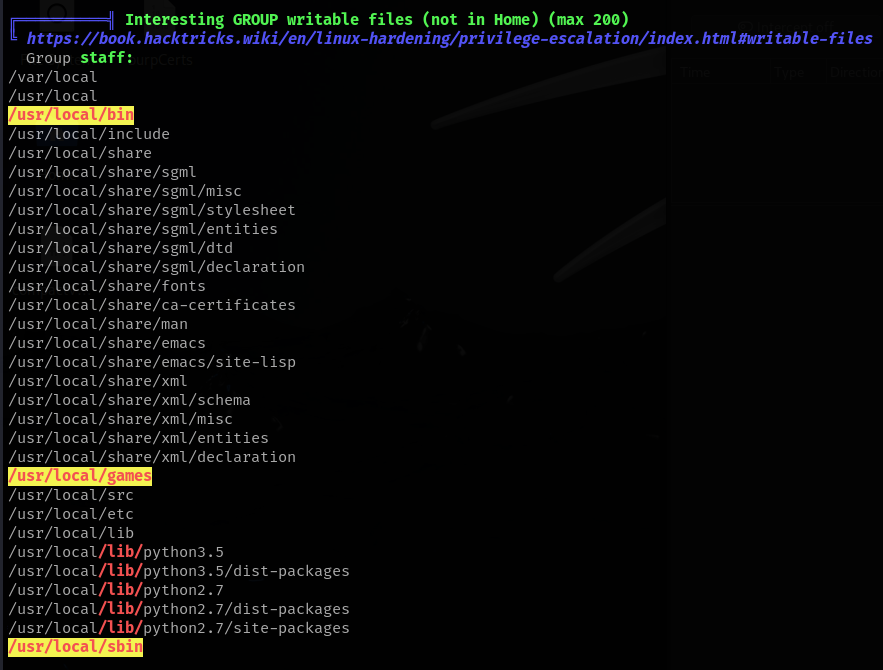 Interesting GROUP writable files (not in Home) (max 200)
https://book.hacktricks.wiki/en/linux-hardening/privilege-escalation/index.html#writable-files
Group staff:
/var/local
/usr/local
/usr/local/bin
/usr/local/include
/usr/local/share
/usr/local/share/sgml
/usr/local/share/sgml/misc
/usr/local/share/sgml/stylesheet
/usr/local/share/sgml/entities
/usr/local/share/sgml/dtd
/usr/local/share/sgml/declaration
/usr/local/share/fonts
/usr/local/share/ca-certificates
/usr/local/share/man
/usr/local/share/emacs
/usr/local/share/emacs/site-lisp
/usr/local/share/xml
/usr/local/share/xml/schema
/usr/local/share/xml/misc
/usr/local/share/xml/entities
/usr/local/share/xml/declaration
/usr/local/games
/usr/local/src
/usr/local/etc
/usr/local/lib
/usr/local/lib/python3.5
/usr/local/lib/python3.5/dist-packages
/usr/local/lib/python2.7
/usr/local/lib/python2.7/dist-packages
/usr/local/lib/python2.7/site-packages
/usr/local/sbin
Time Type Direction